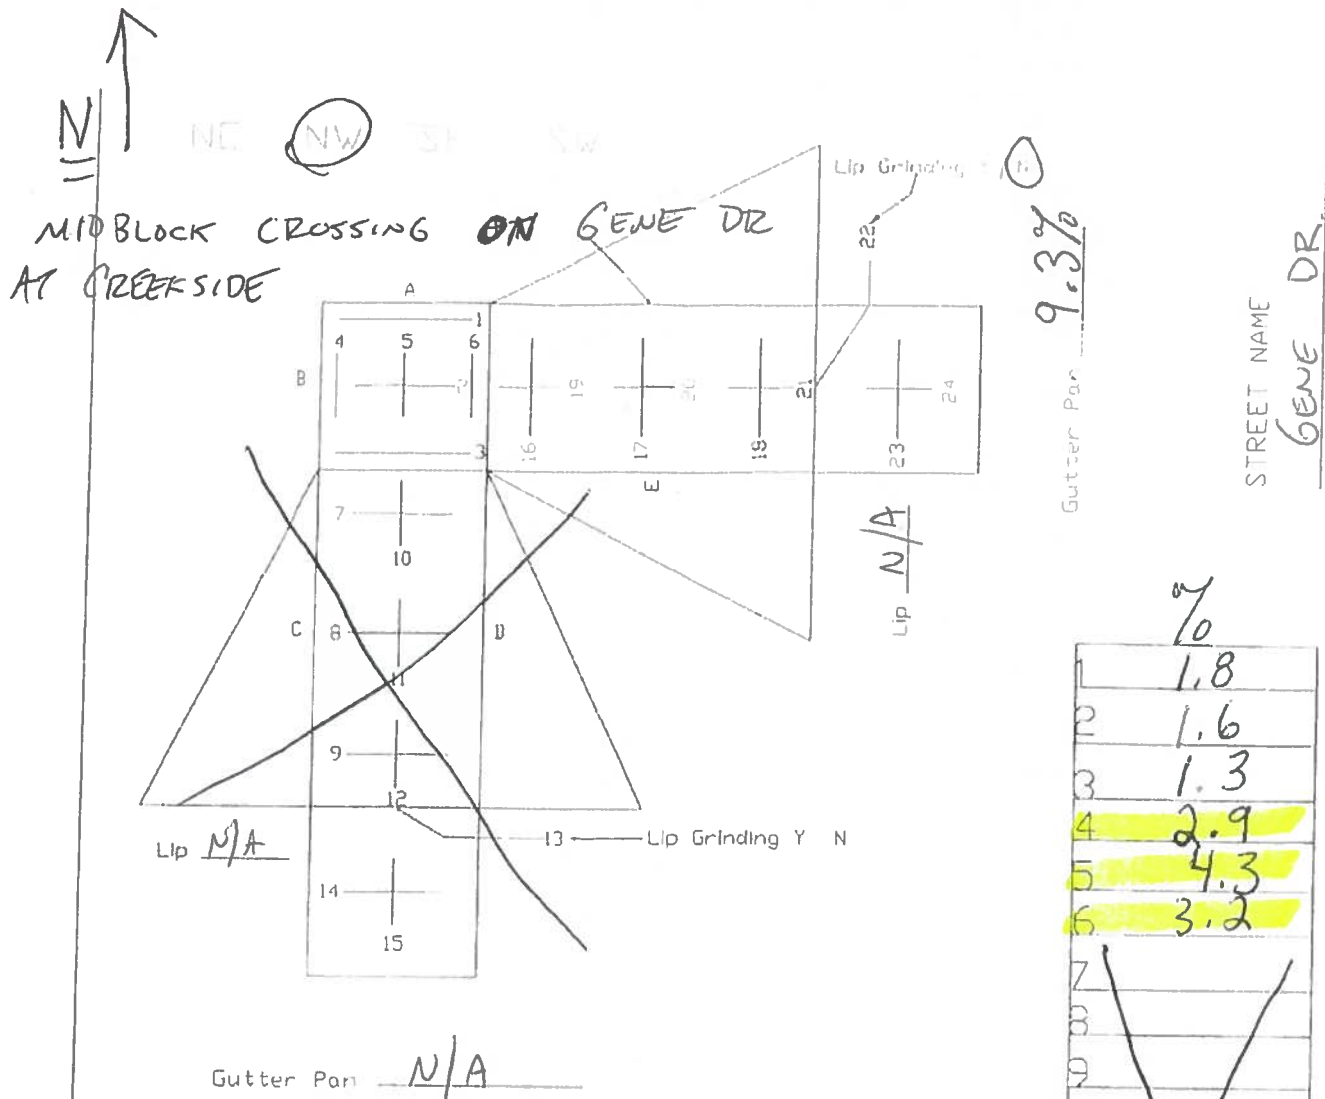 N
NE NW SE SW
MIDBLOCK CROSSING ON GENE DR
AT CREEKSIDE
Lip Grinding Y/N
22
9.3%
Gutter Pan
STREET NAME
GENE DR.
A
1
4 5 6
B
2
19
20
21
24
3
16
17
18
23
E
7
10
Lip N/A
C
8
D
11
9
12
Lip N/A
13
Lip Grinding Y N
14
15
Gutter Pan N/A
%
1 1.8
2 1.6
3 1.3
4 2.9
5 4.3
6 3.2
7
8
9